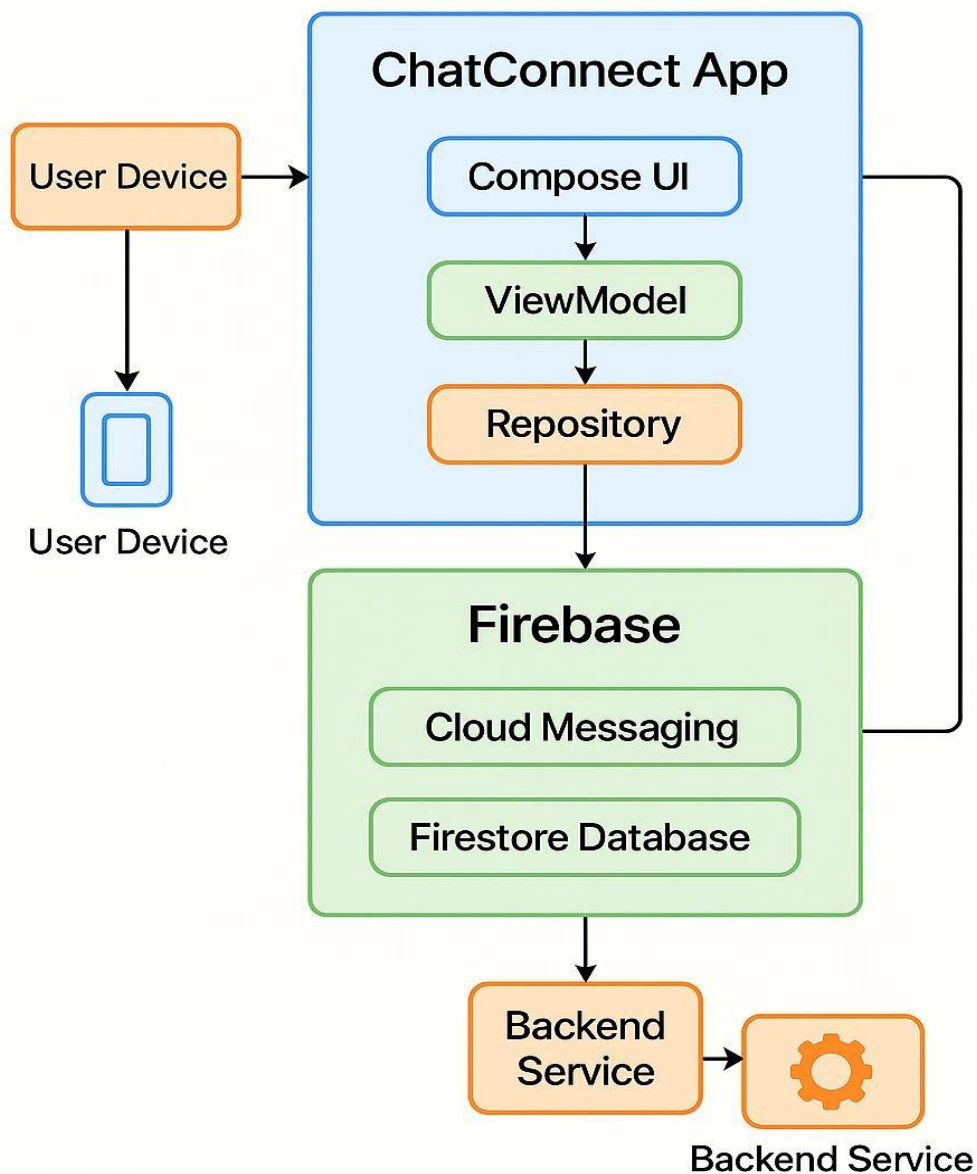 ChatConnect App
User Device
Compose UI
ViewModel
Repository
User Device
Firebase
Cloud Messaging
Firestore Database
Backend
Service
Backend Service